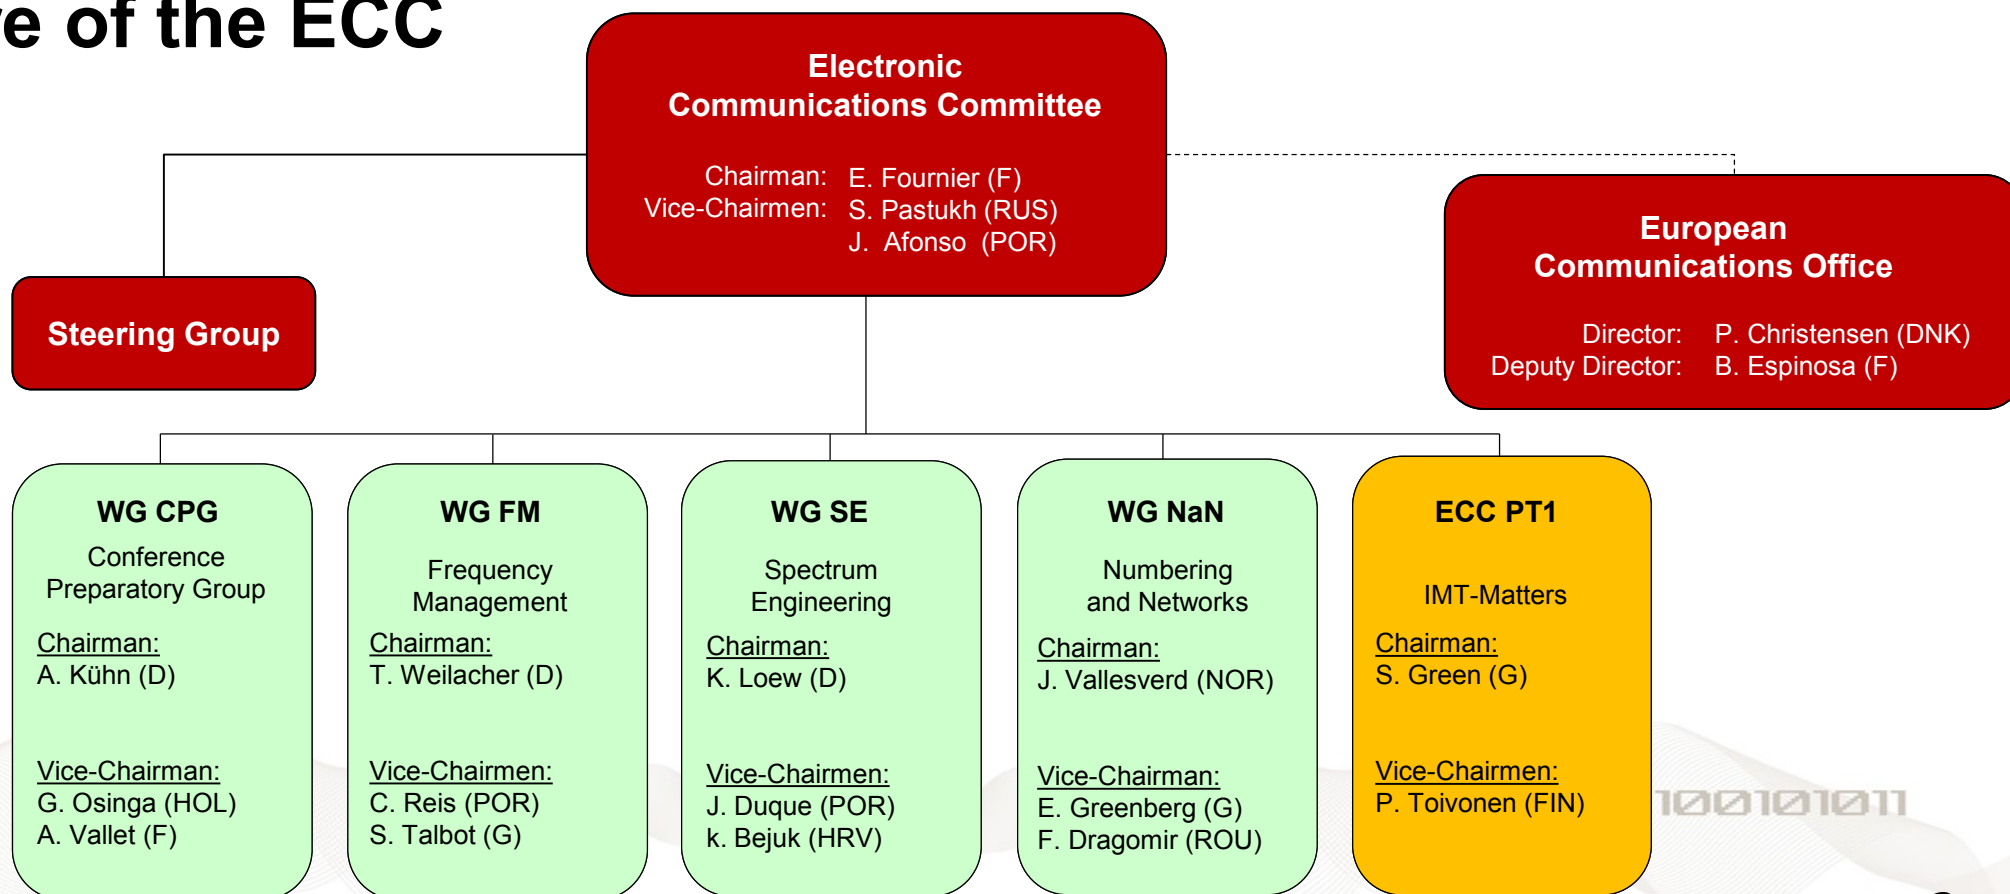 re of the ECC
Electronic
Communications Committee
Chairman: E. Fournier (F)
Vice-Chairmen: S. Pastukh (RUS)
J. Afonso (POR)
European
Communications Office
Director: P. Christensen (DNK)
Deputy Director: B. Espinosa (F)
Steering Group
WG CPG
Conference
Preparatory Group
Chairman:
A. Kühn (D)
Vice-Chairman:
G. Osinga (HOL)
A. Vallet (F)
WG FM
Frequency
Management
Chairman:
T. Weilacher (D)
Vice-Chairmen:
C. Reis (POR)
S. Talbot (G)
WG SE
Spectrum
Engineering
Chairman:
K. Loew (D)
Vice-Chairmen:
J. Duque (POR)
k. Bejuk (HRV)
WG NaN
Numbering
and Networks
Chairman:
J. Vallesverd (NOR)
Vice-Chairman:
E. Greenberg (G)
F. Dragomir (ROU)
ECC PT1
IMT-Matters
Chairman:
S. Green (G)
Vice-Chairmen:
P. Toivonen (FIN)
100101011